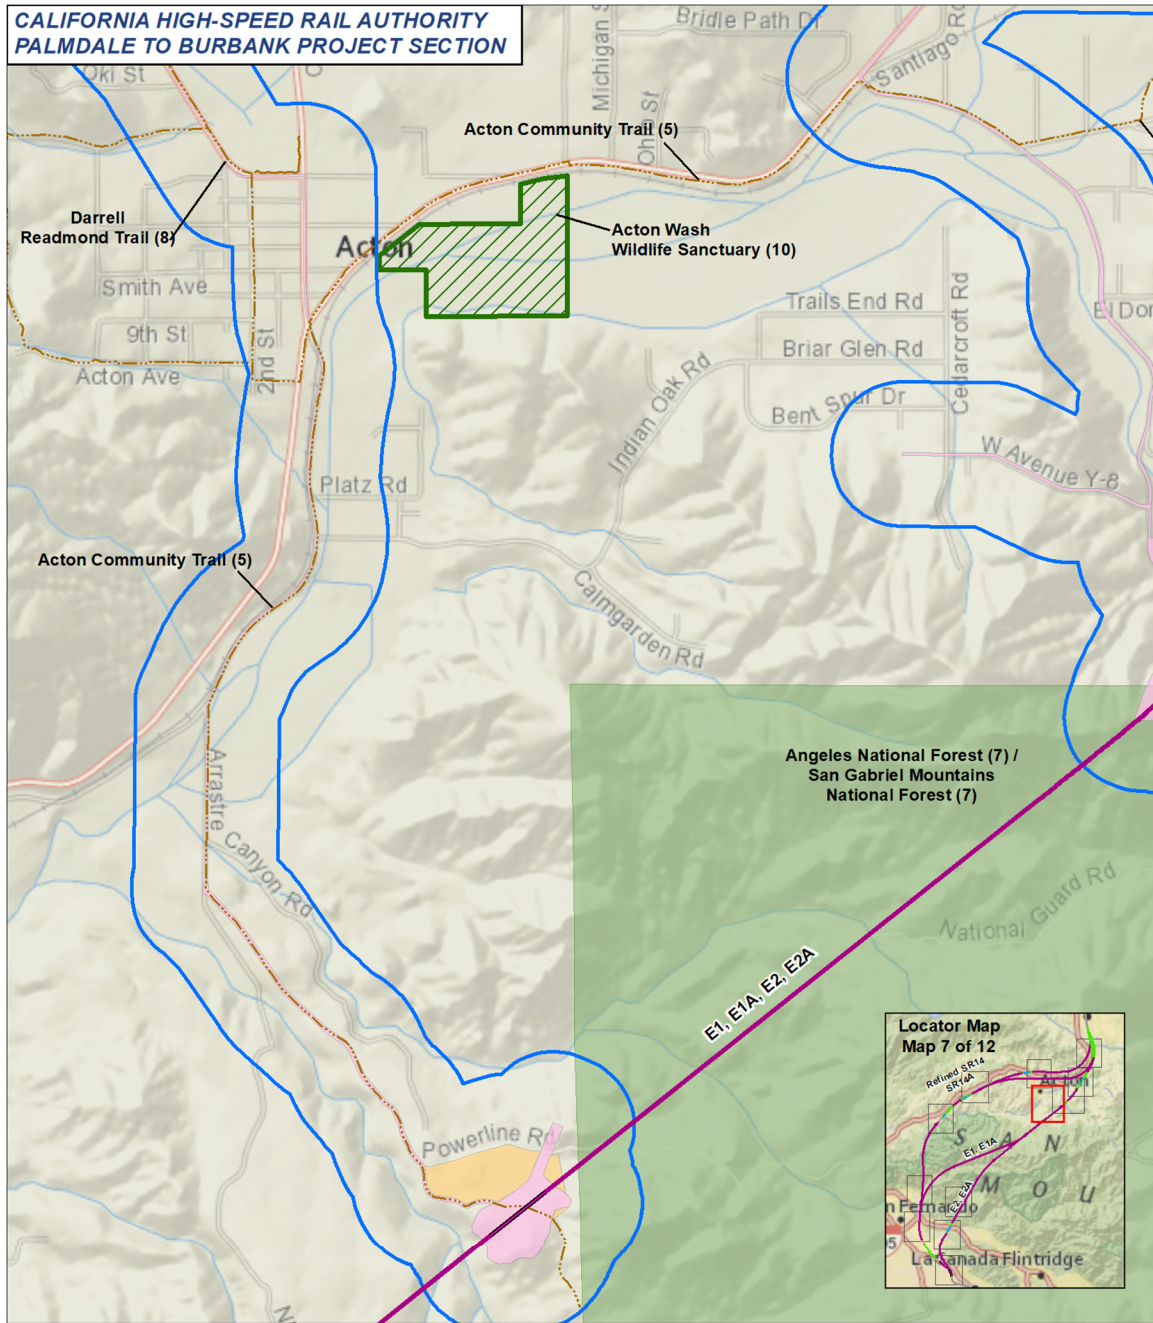 CALIFORNIA HIGH-SPEED RAIL AUTHORITY
PALMDALE TO BURBANK PROJECT SECTION
Bridle Path Dr
Santiago Rd
Oki St
Michigan S
Ohio St
Acton Community Trail (5)
Darrell
Readmond Trail (8)
Acton
Acton Wash
Wildlife Sanctuary (10)
Smith Ave
9th St
2nd St
Acton Ave
Trails End Rd
Briar Glen Rd
Cedarcroft Rd
El Dor
Indian Oak Rd
Bent Spur Dr
W Avenue Y-8
Platz Rd
Acton Community Trail (5)
Calmgarden Rd
Angeles National Forest (7) /
San Gabriel Mountains
National Forest (7)
Arrastre Canyon Rd
National Guard Rd
E1, E1A, E2, E2A
Powerline Rd
Locator Map
Map 7 of 12
Refined SR14
SR14A
Acton
S A N
E1, E1A
M O U
E2, E2A
n Fernando
La Canada Flintridge